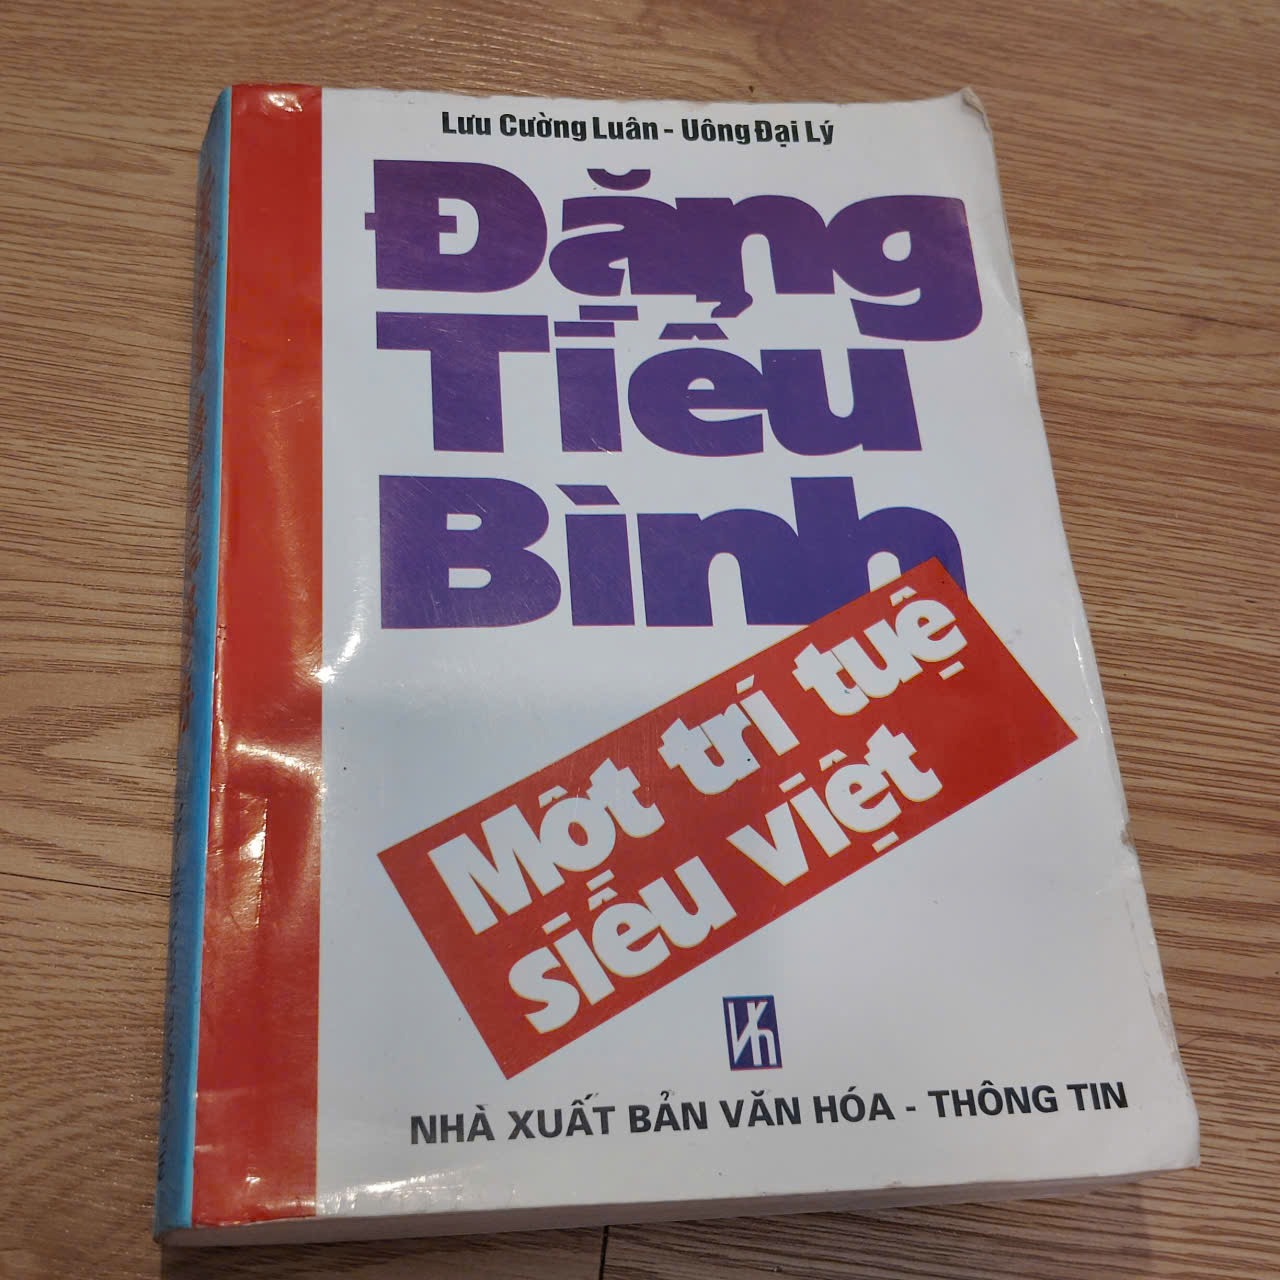 Lưu Cường Luân - Uông Đại Lý
Đặng
Tiểu
Bình
Một trí tuệ
siêu việt
VH
NHÀ XUẤT BẢN VĂN HÓA - THÔNG TIN